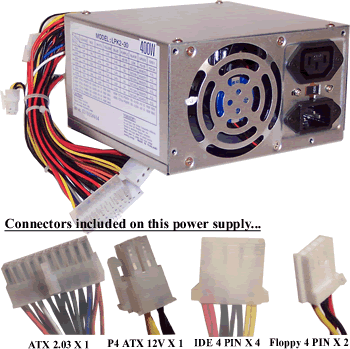 MODEL:LPK2-30
400W
Connectors included on this power supply...
ATX 2.03 X 1
P4 ATX 12V X 1
IDE 4 PIN X 4
Floppy 4 PIN X 2